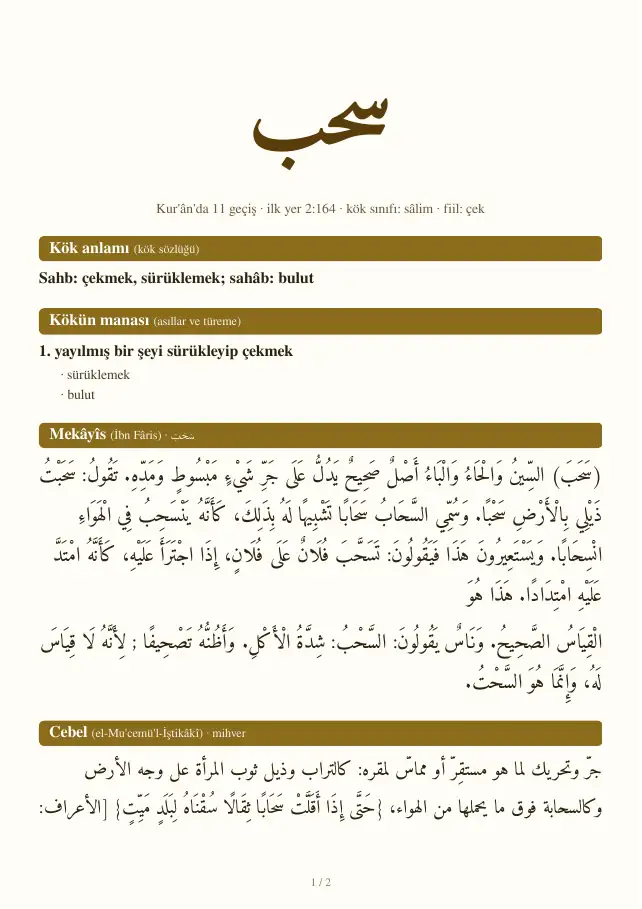 سحب
Kur'ân'da 11 geçiş · ilk yer 2:164 · kök sınıfı: sâlim · fiil: çek
Kök anlamı (kök sözlüğü)
Sahb: çekmek, sürüklemek; sahâb: bulut
Kökün manası (asıllar ve türeme)
1. yayılmış bir şeyi sürükleyip çekmek
· sürüklemek
· bulut
Mekâyîs (İbn Fâris) · سَحَبَ
(سَحَبَ) السِّينُ وَالْحَاءُ وَالْبَاءُ أَصْلٌ صَحِيحٌ يَدُلُّ عَلَى جَرِّ شَيْءٍ مَبْسُوطٍ وَمَدِّهِ. تَقُولُ: سَحَبْتُ
ذَيْلِي بِالْأَرْضِ سَحْبًا. وَسُمِّيَ السَّحَابُ سَحَابًا تَشْبِيهًا لَهُ بِذَلِكَ، كَأَنَّهُ يَنْسَحِبُ فِي الْهَوَاءِ
انْسِحَابًا. وَيَسْتَعِيرُونَ هَذَا فَيَقُولُونَ: تَسَحَّبَ فُلَانٌ عَلَى فُلَانٍ، إِذَا اجْتَرَأَ عَلَيْهِ، كَأَنَّهُ امْتَدَّ
عَلَيْهِ امْتِدَادًا. هَذَا هُوَ
الْقِيَاسُ الصَّحِيحُ. وَنَاسٌ يَقُولُونَ: السَّحْبُ: شِدَّةُ الْأَكْلِ. وَأَظُنُّهُ تَصْحِيفًا ; لِأَنَّهُ لَا قِيَاسَ
لَهُ، وَإِنَّمَا هُوَ السَّحْتُ.
Cebel (el-Mu'cemü'l-İştikâkî) · mihver
جرّ وتحريك لما هو مستقِرّ أو مماسّ لمقره: كالتراب وذيل ثوب المرأة على وجه الأرض
وكالسحابة فوق ما يحملها من الهواء، {حَتَّى إِذَا أَقَلَّتْ سَحَابًا ثِقَالًا سُقْنَاهُ لِبَلَدٍ مَيِّتٍ} [الأعراف:
1 / 2